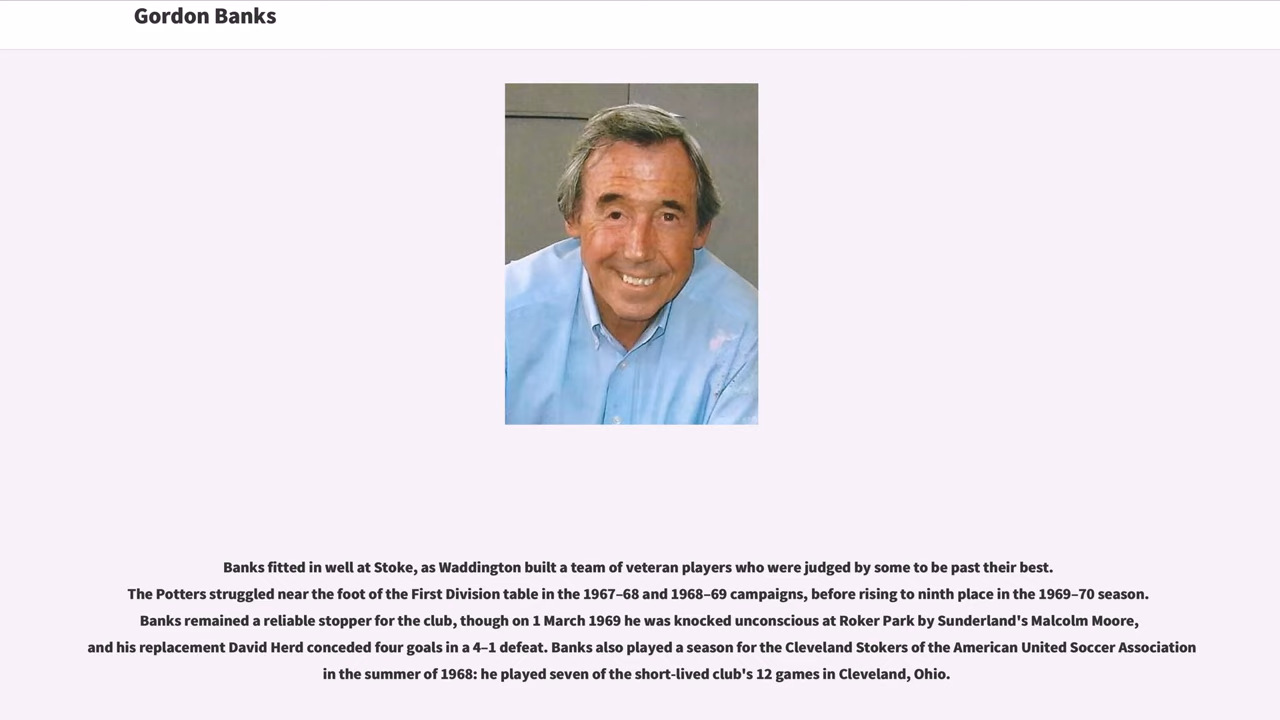 Gordon Banks
Banks fitted in well at Stoke, as Waddington built a team of veteran players who were judged by some to be past their best.
The Potters struggled near the foot of the First Division table in the 1967–68 and 1968–69 campaigns, before rising to ninth place in the 1969–70 season.
Banks remained a reliable stopper for the club, though on 1 March 1969 he was knocked unconscious at Roker Park by Sunderland's Malcolm Moore,
and his replacement David Herd conceded four goals in a 4–1 defeat. Banks also played a season for the Cleveland Stokers of the American United Soccer Association
in the summer of 1968: he played seven of the short-lived club's 12 games in Cleveland, Ohio.